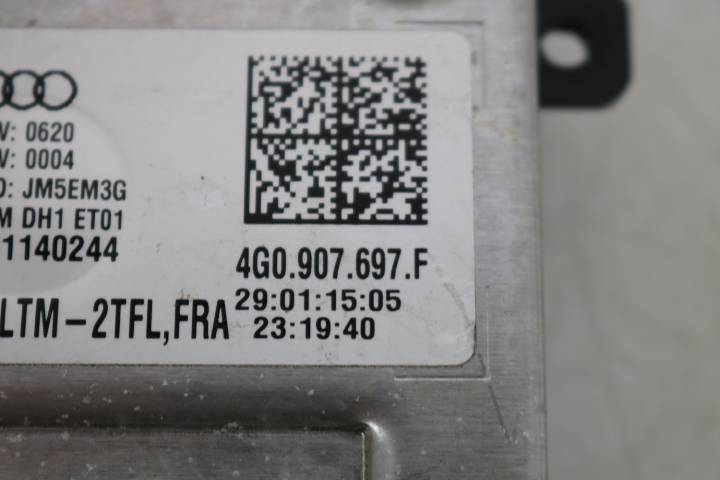 V: 0620
V: 0004
D: JM5EM3G
M DH1 ET01
1140244
4G0.907.697.F
LTM-2TFL,FRA
29:01:15:05
23:19:40